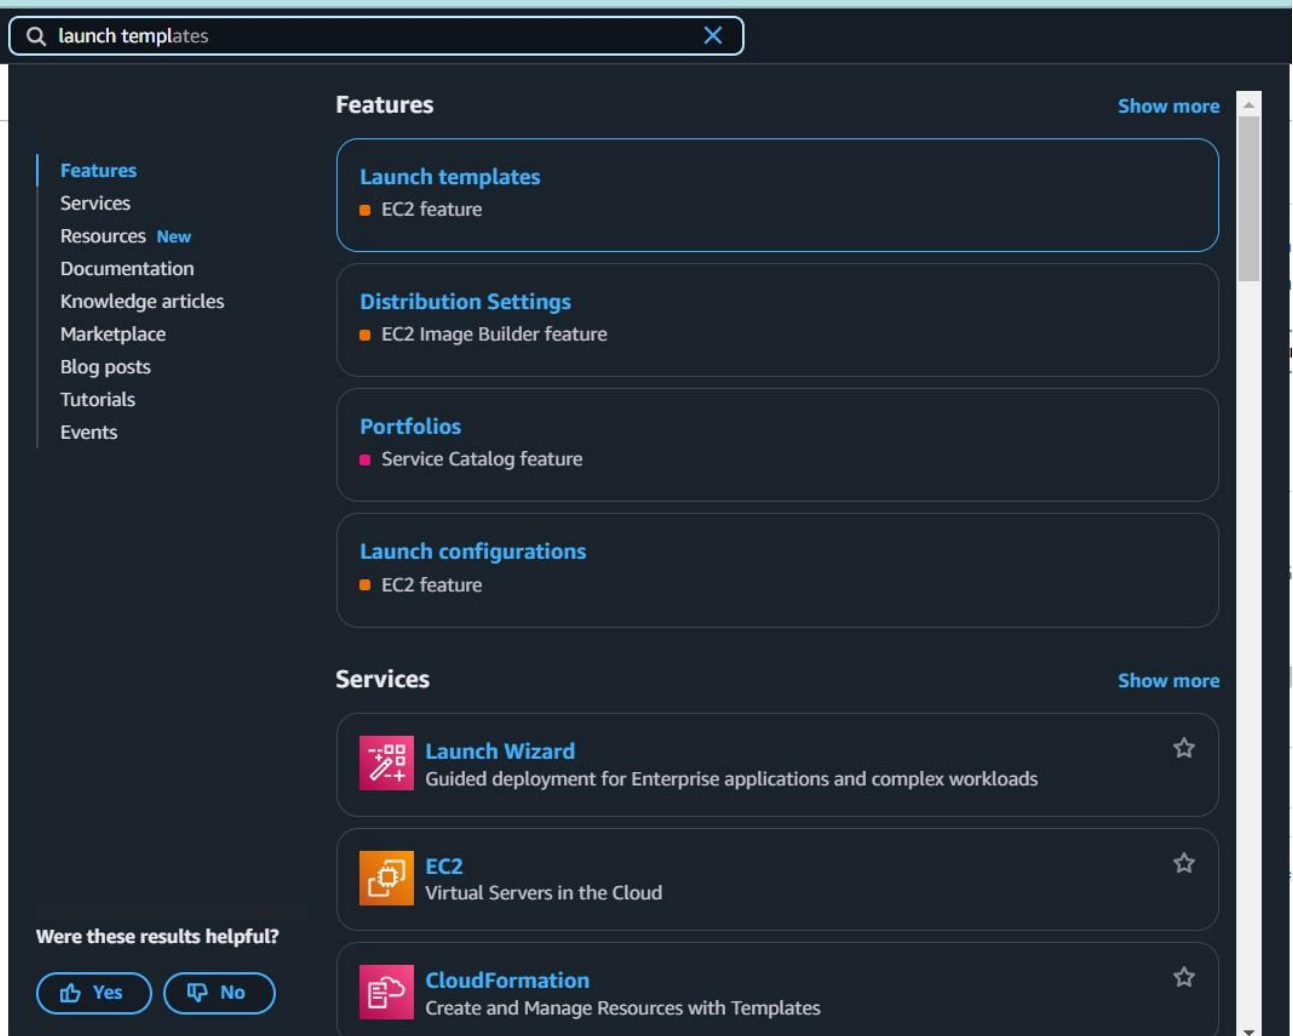 launch templates
Features
Show more
Features
Services
Resources New
Documentation
Knowledge articles
Marketplace
Blog posts
Tutorials
Events
Launch templates
EC2 feature
Distribution Settings
EC2 Image Builder feature
Portfolios
Service Catalog feature
Launch configurations
EC2 feature
Services
Show more
Launch Wizard
Guided deployment for Enterprise applications and complex workloads
EC2
Virtual Servers in the Cloud
CloudFormation
Create and Manage Resources with Templates
Were these results helpful?
Yes
No